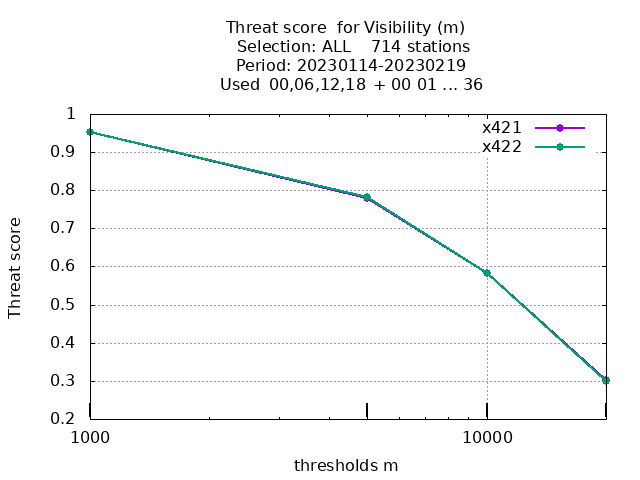 Threat score  for Visibility (m)
Selection: ALL    714 stations
Period: 20230114-20230219
Used  00,06,12,18  + 00 01 ... 36
x421
x422
1
0.9
0.8
0.7
0.6
0.5
0.4
0.3
0.2
Threat score
1000
10000
thresholds m